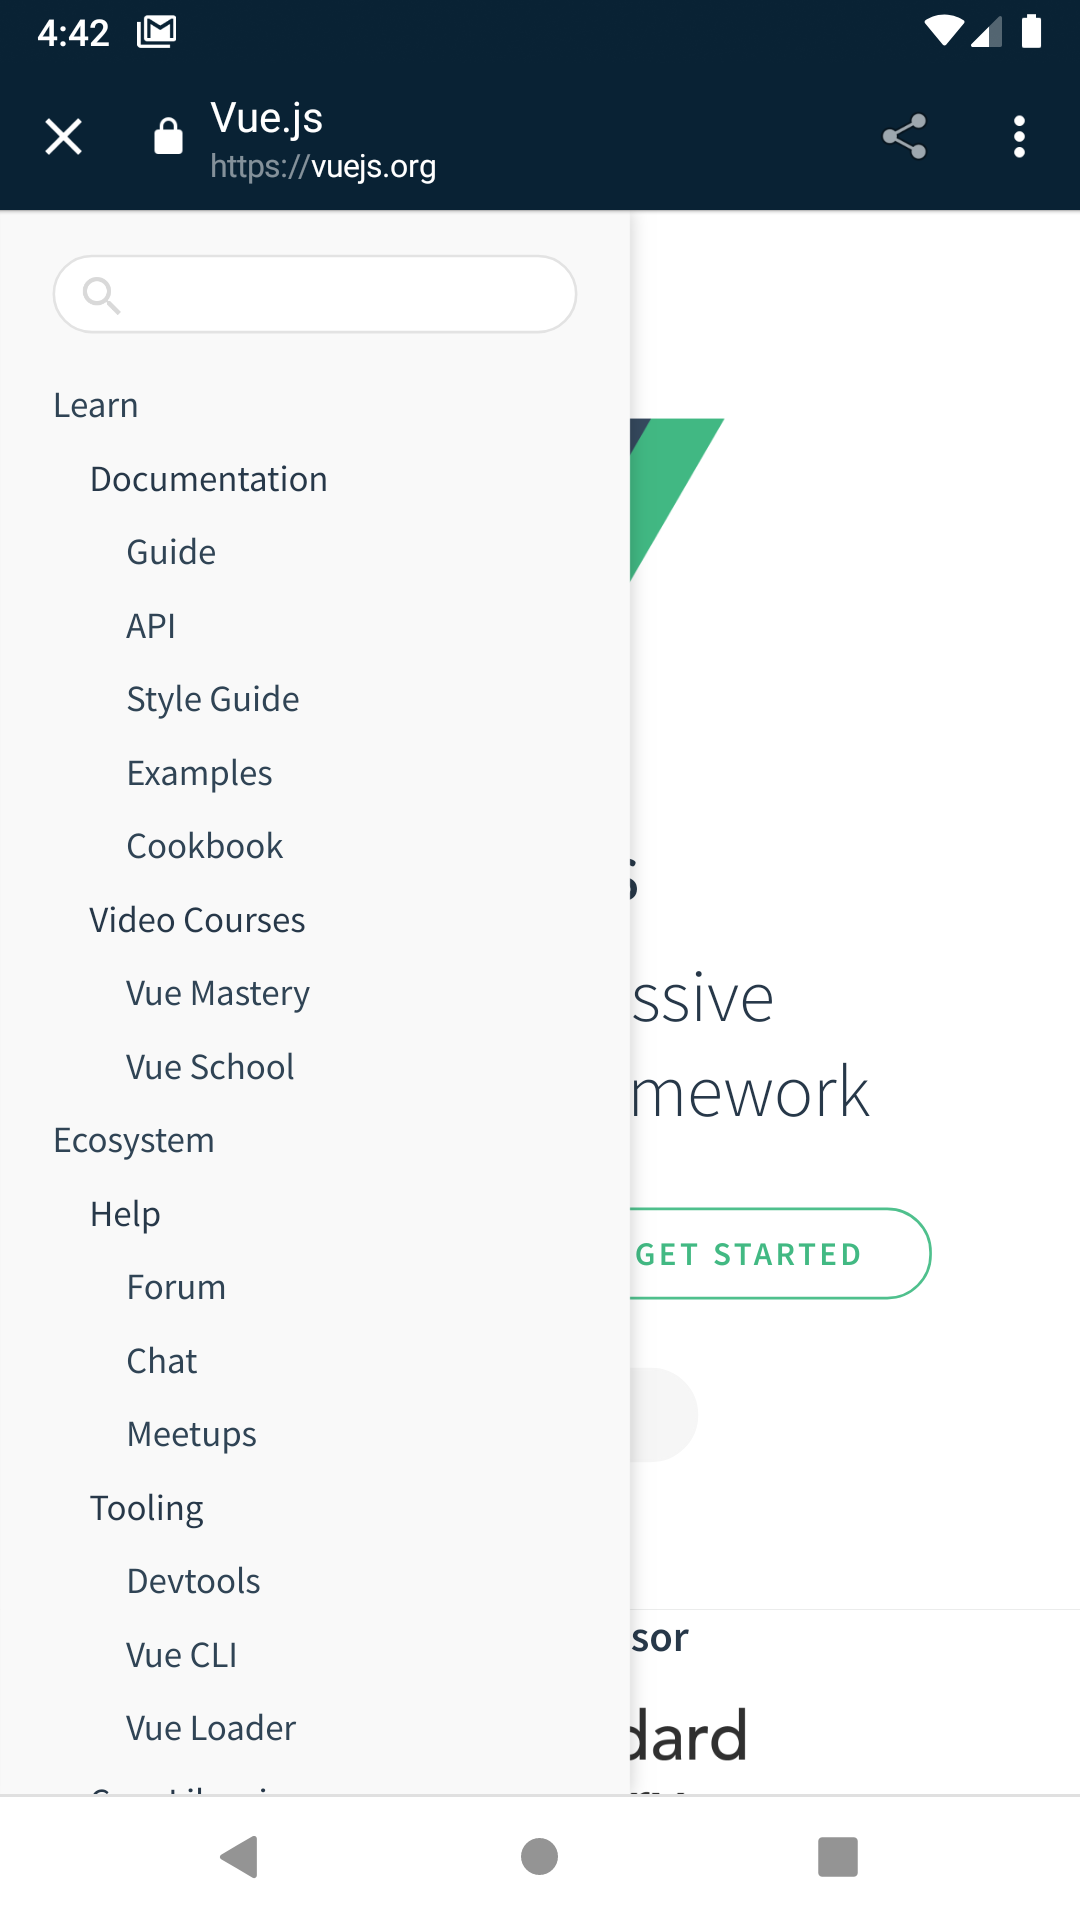 4:42
Vue.js
https://vuejs.org
Learn
Documentation
Guide
API
Style Guide
Examples
Cookbook
Video Courses
Vue Mastery
Vue School
Ecosystem
Help
Forum
Chat
Meetups
Tooling
Devtools
Vue CLI
Vue Loader
s
ssive
mework
GET STARTED
sor
dard